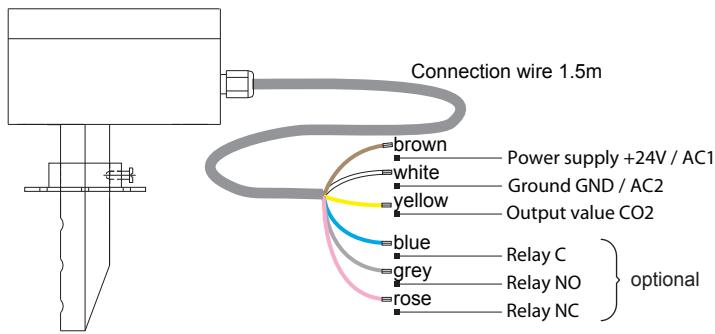 Connection wire 1.5m
brown
Power supply +24V / AC1
white
Ground GND / AC2
yellow
Output value CO2
blue
Relay C
grey
Relay NO
optional
rose
Relay NC